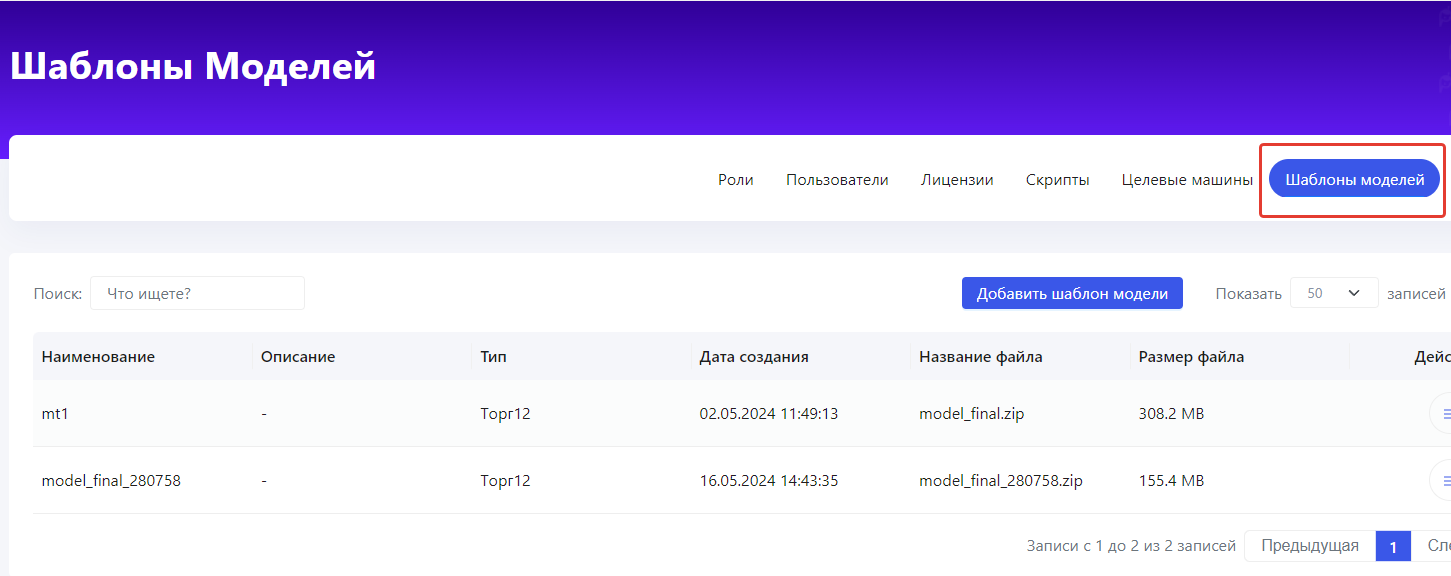 Шаблоны Моделей
Роли Пользователи Лицензии Скрипты Целевые машины Шаблоны моделей
Поиск: Что ищете? Добавить шаблон модели Показать 50 записей
Наименование Описание Тип Дата создания Название файла Размер файла
mt1 - Торг12 02.05.2024 11:49:13 model_final.zip 308.2 MB
model_final_280758 - Торг12 16.05.2024 14:43:35 model_final_280758.zip 155.4 MB
Записи с 1 до 2 из 2 записей Предыдущая 1